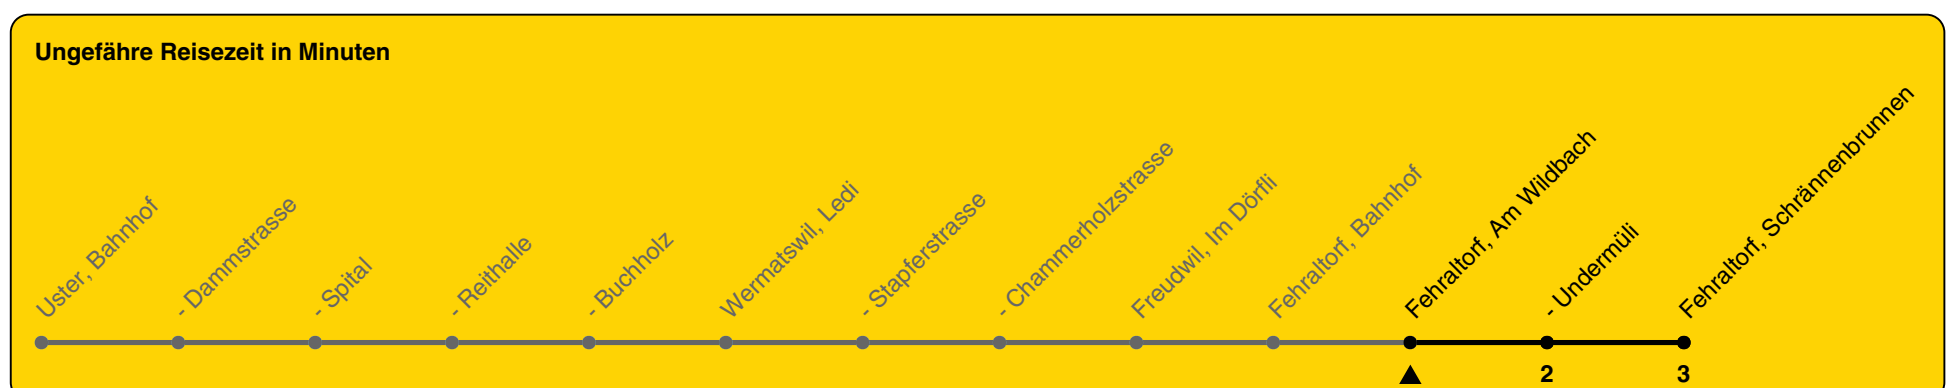 Ungefähre Reisezeit in Minuten
Uster, Bahnhof
- Dammstrasse
- Spital
- Reithalle
- Buchholz
Wermatswil, Ledi
- Stapferstrasse
- Chammerholzstrasse
Freudwil, Im Dörfli
Fehraltorf, Bahnhof
Fehraltorf, Am Wildbach
- Undermüli
Fehraltorf, Schrännenbrunnen
2
3